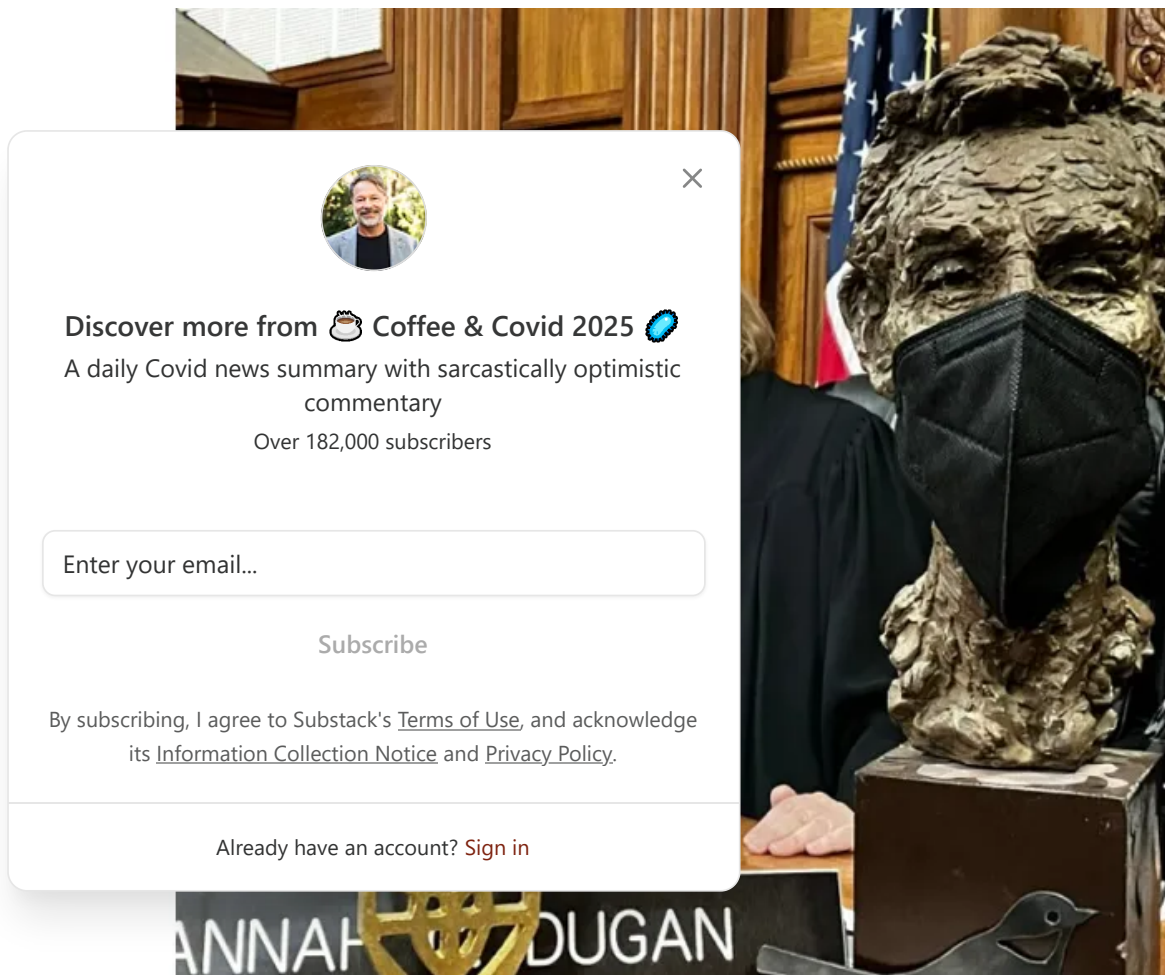 Discover more from ☕ Coffee & Covid 2025 🦠
A daily Covid news summary with sarcastically optimistic
commentary
Over 182,000 subscribers
Enter your email...
Subscribe
By subscribing, I agree to Substack's Terms of Use, and acknowledge
its Information Collection Notice and Privacy Policy.
Already have an account? Sign in
ANNAH DUGAN